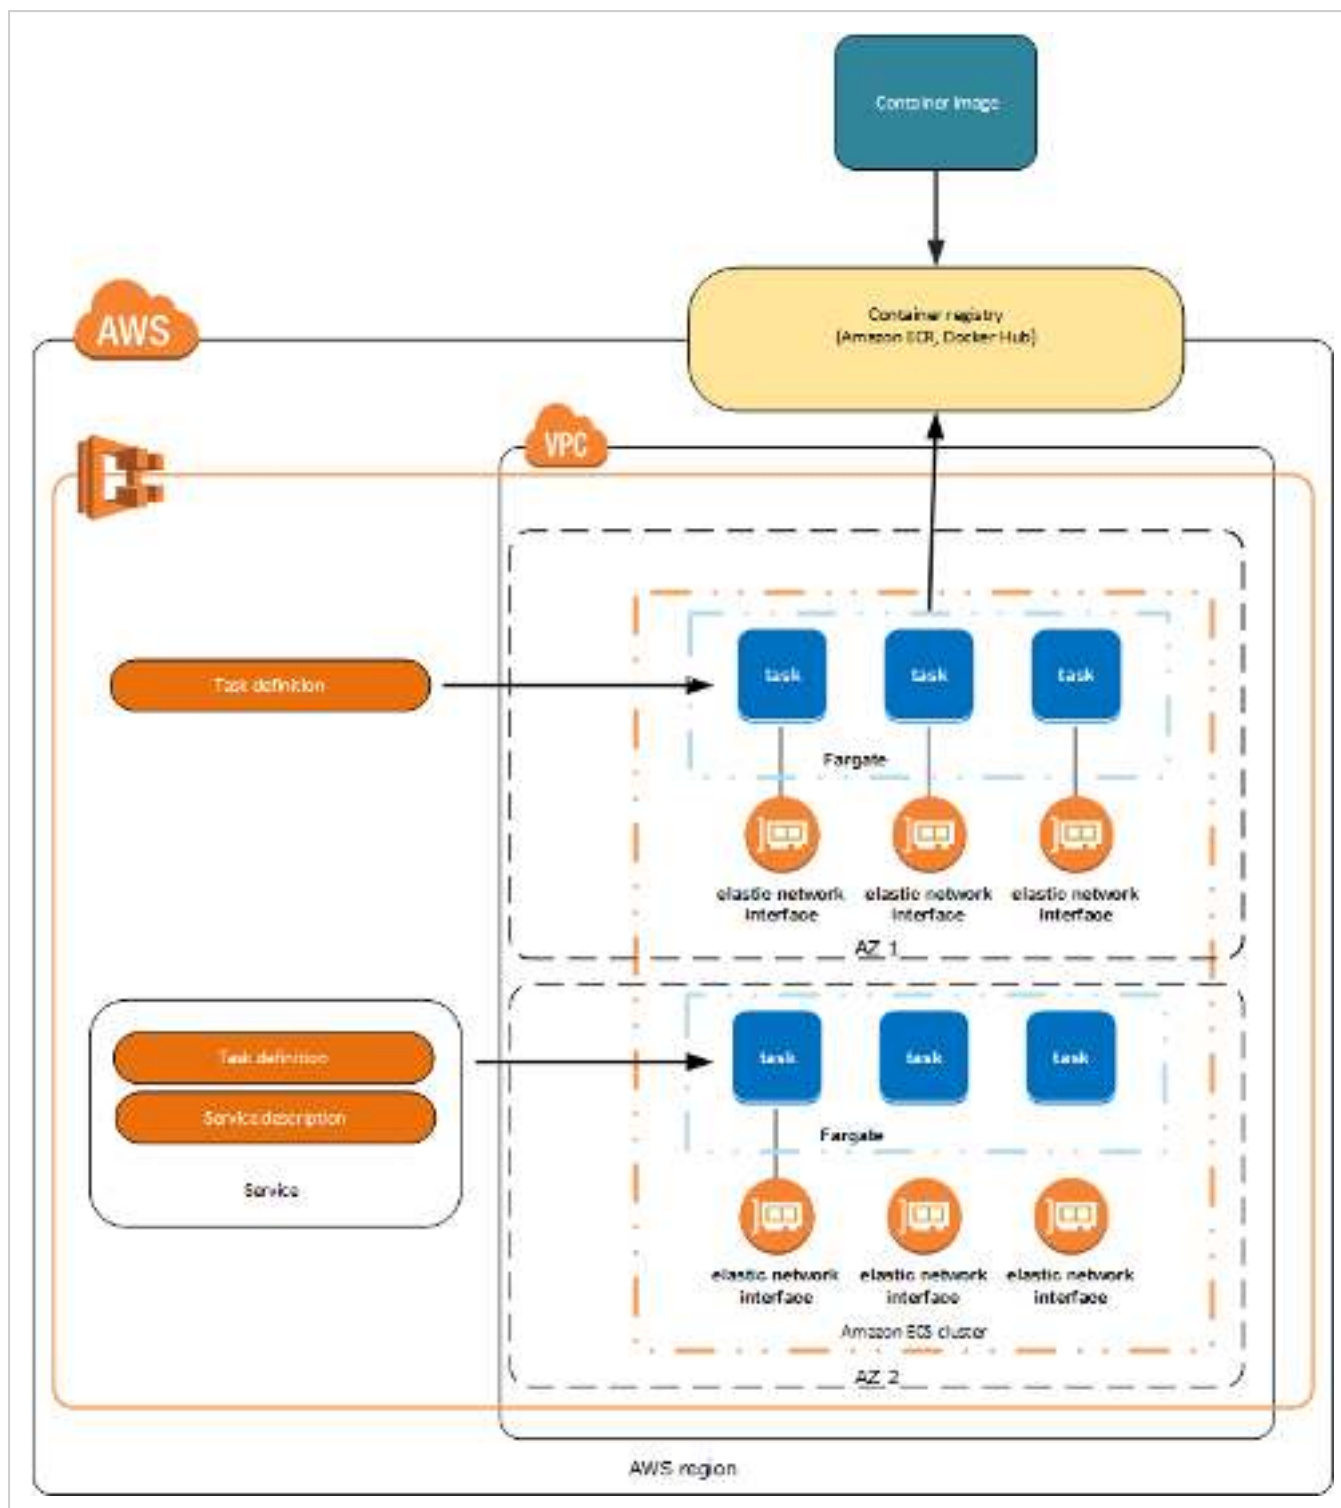 Container Image
Container registry
(Amazon ECR, Docker Hub)
AWS
VPC
Task definition
task
task
task
Fargate
elastic network
interface
elastic network
interface
elastic network
interface
AZ 1
Task definition
Service description
Service
task
task
task
Fargate
elastic network
interface
elastic network
interface
elastic network
interface
Amazon ECS cluster
AZ 2
AWS region